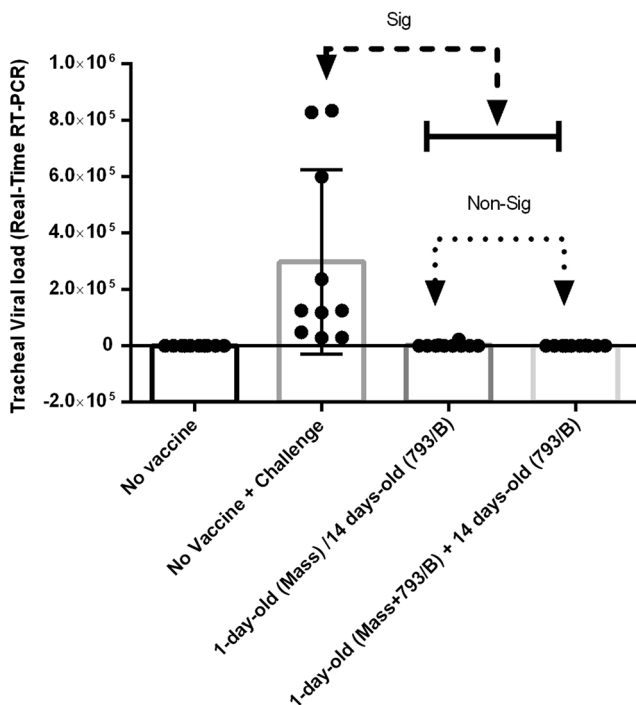 Sig
Tracheal Viral load (Real-Time RT-PCR)
1.0×10⁶
8.0×10⁵
6.0×10⁵
4.0×10⁵
2.0×10⁵
0
-2.0×10⁵
Non-Sig
No vaccine
No Vaccine + Challenge
1-day-old (Mass) /14 days-old (793/B)
1-day-old (Mass+793/B) + 14 days-old (793/B)